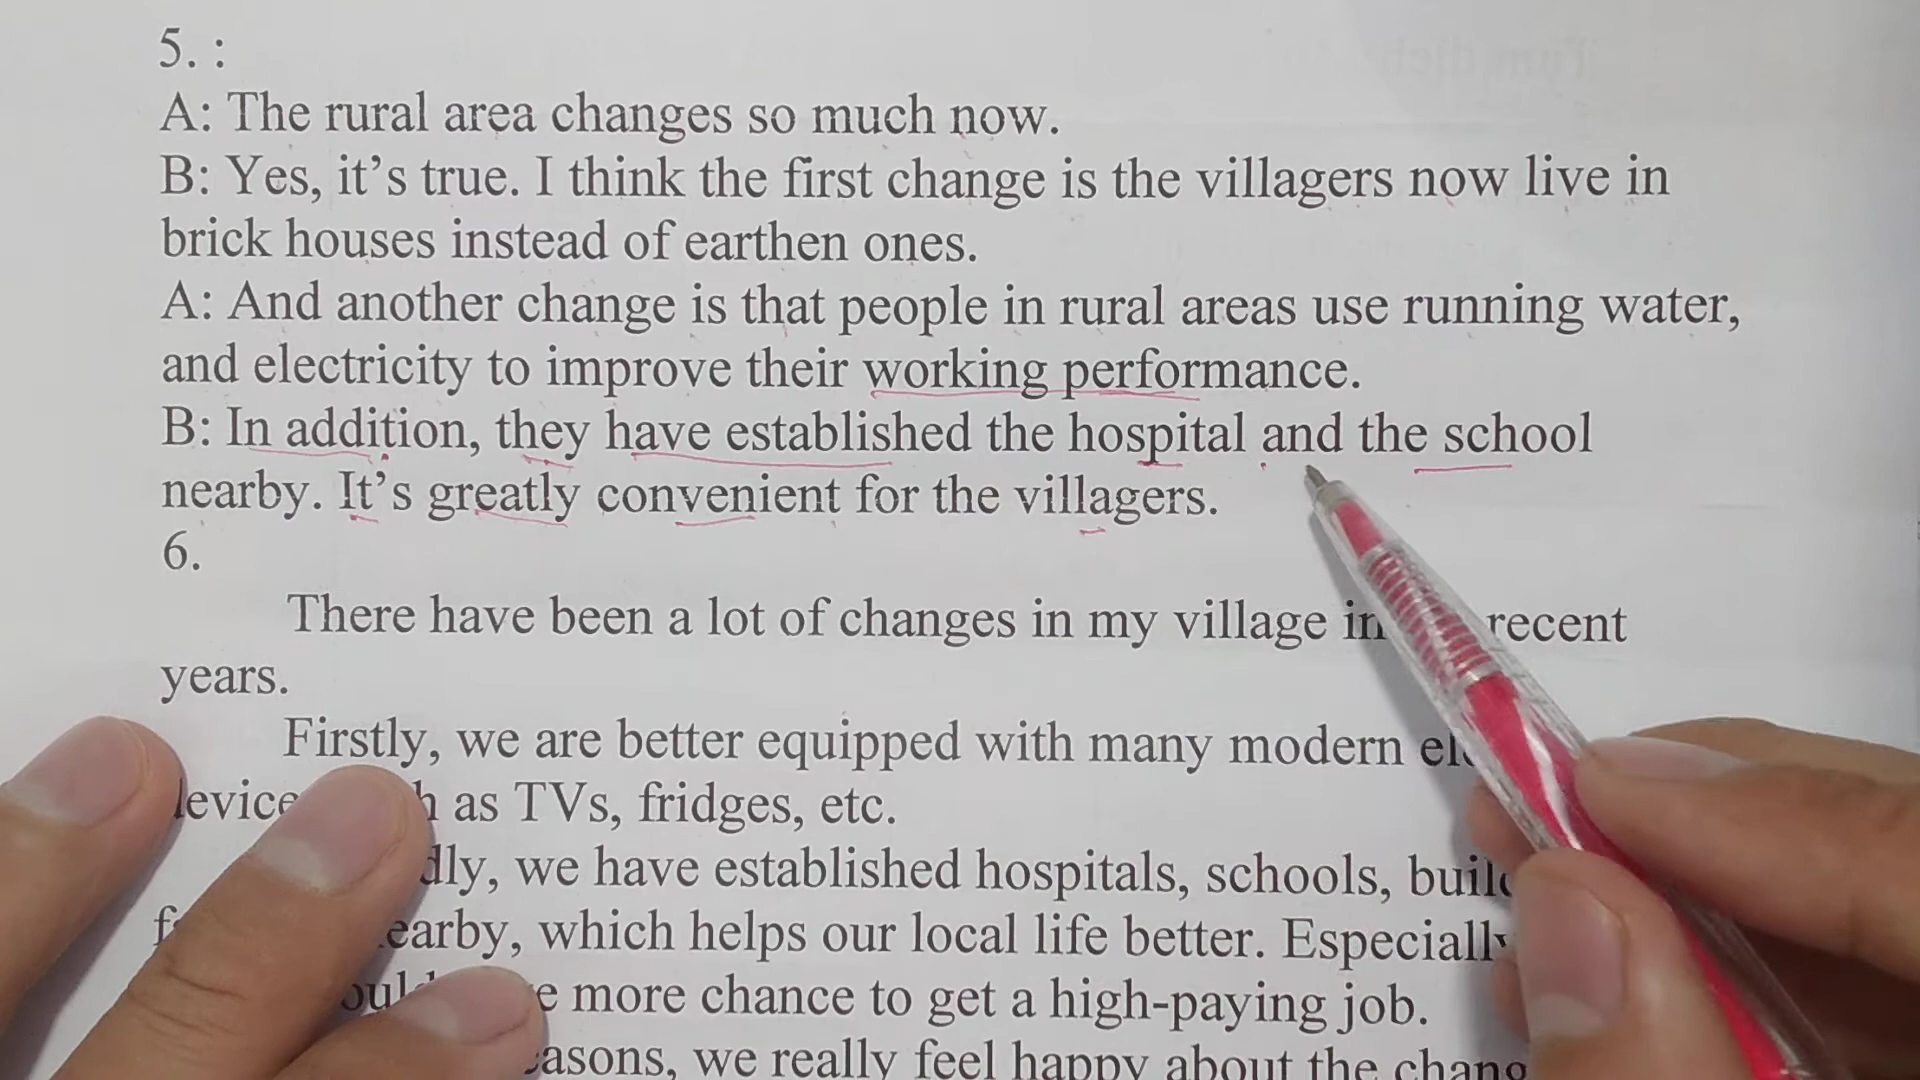 5. :
A: The rural area changes so much now.
B: Yes, it’s true. I think the first change is the villagers now live in
brick houses instead of earthen ones.
A: And another change is that people in rural areas use running water,
and electricity to improve their working performance.
B: In addition, they have established the hospital and the school
nearby. It’s greatly convenient for the villagers.
6.
There have been a lot of changes in my village in recent
years.
Firstly, we are better equipped with many modern
as TVs, fridges, etc.
we have established hospitals, schools,
which helps our local life better. Especially
more chance to get a high-paying job.
we really feel happy about the